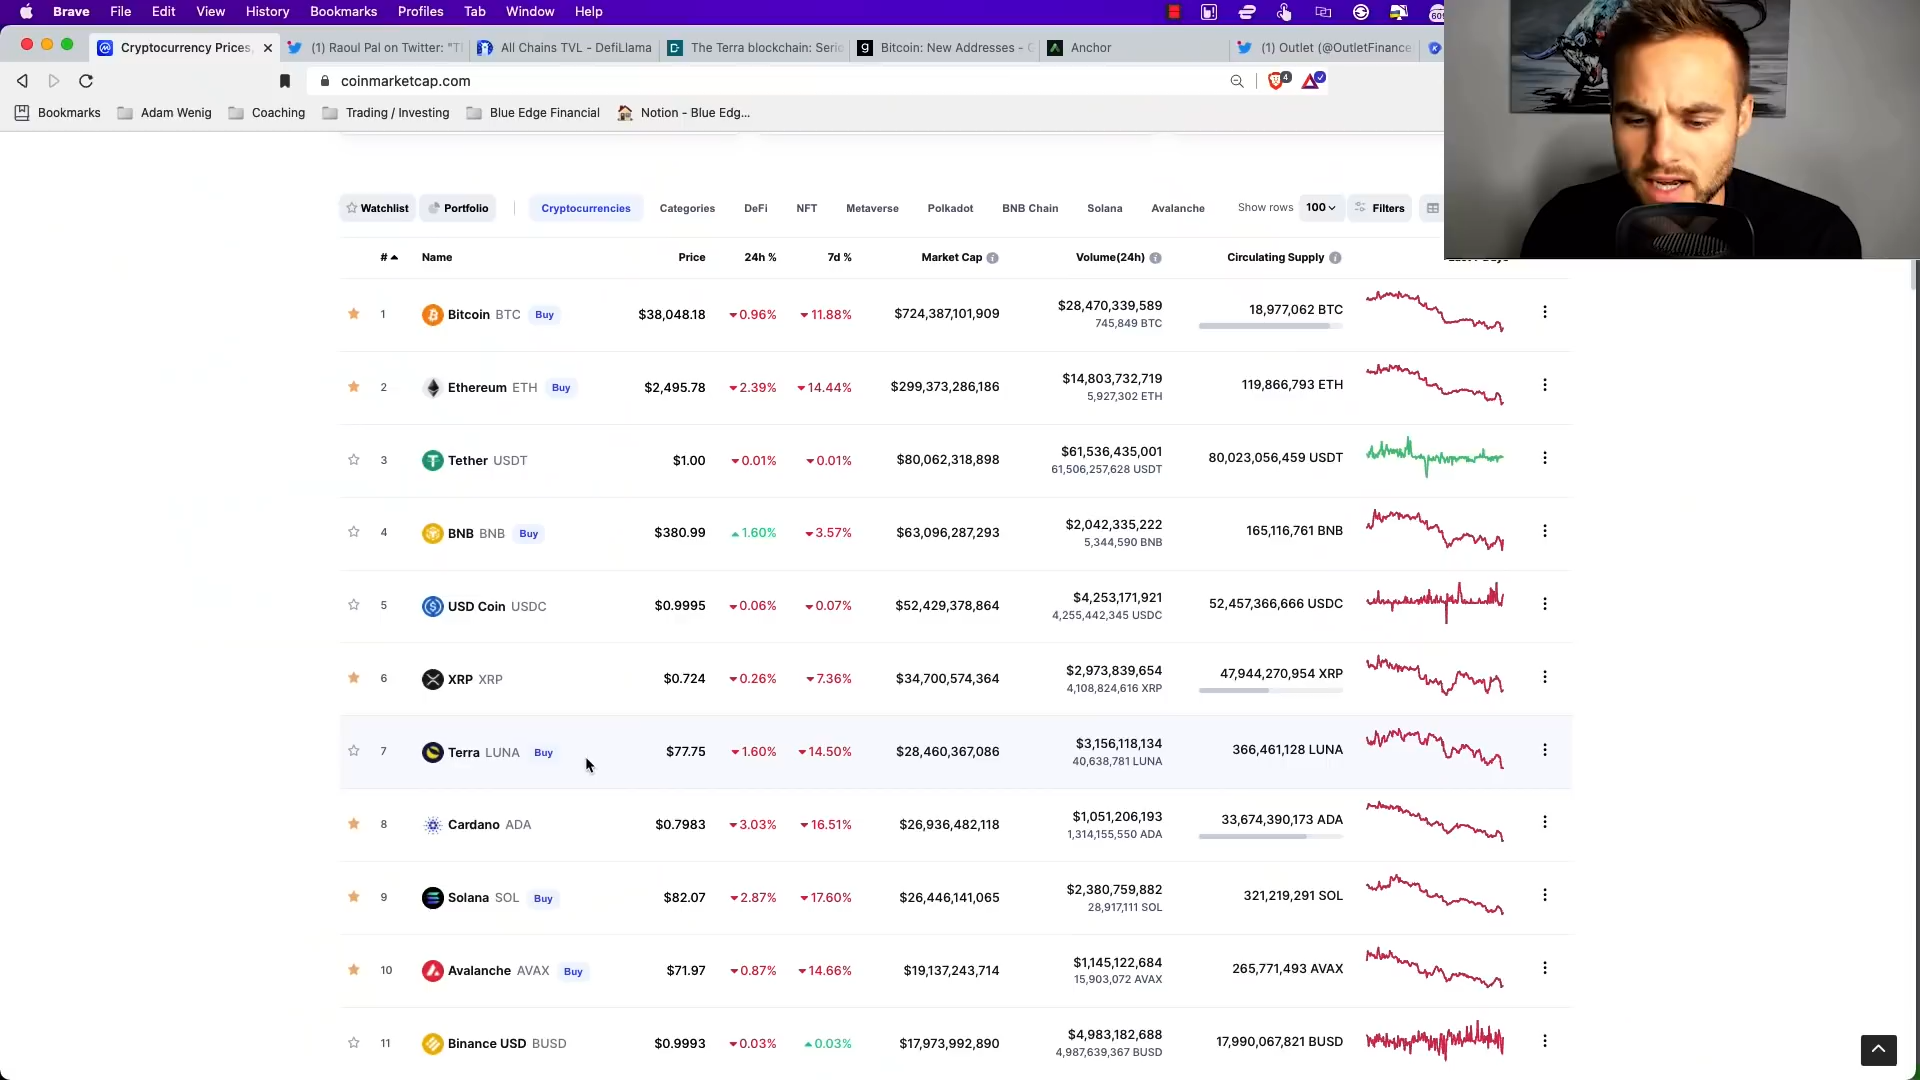 Brave File Edit View History Bookmarks Profiles Tab Window Help
Cryptocurrency Prices,
(1) Raoul Pal on Twitter: "T
All Chains TVL - DefiLlama
The Terra blockchain: Serio
Bitcoin: New Addresses - G
Anchor
(1) Outlet (@OutletFinance
coinmarketcap.com
4
Bookmarks Adam Wenig Coaching Trading / Investing Blue Edge Financial Notion - Blue Edg...
Watchlist Portfolio Cryptocurrencies Categories DeFi NFT Metaverse Polkadot BNB Chain Solana Avalanche Show rows 100 Filters
# Name Price 24h % 7d % Market Cap Volume(24h) Circulating Supply
1 Bitcoin BTC Buy $38,048.18 0.96% 11.88% $724,387,101,909 $28,470,339,589 18,977,062 BTC
745,849 BTC
2 Ethereum ETH Buy $2,495.78 2.39% 14.44% $299,373,286,186 $14,803,732,719 119,866,793 ETH
5,927,302 ETH
3 Tether USDT $1.00 0.01% 0.01% $80,062,318,898 $61,536,435,001 80,023,056,459 USDT
61,506,257,628 USDT
4 BNB BNB Buy $380.99 1.60% 3.57% $63,096,287,293 $2,042,335,222 165,116,761 BNB
5,344,590 BNB
5 USD Coin USDC $0.9995 0.06% 0.07% $52,429,378,864 $4,253,171,921 52,457,366,666 USDC
4,255,442,345 USDC
6 XRP XRP $0.724 0.26% 7.36% $34,700,574,364 $2,973,839,654 47,944,270,954 XRP
4,108,824,616 XRP
7 Terra LUNA Buy $77.75 1.60% 14.50% $28,460,367,086 $3,156,118,134 366,461,128 LUNA
40,638,781 LUNA
8 Cardano ADA $0.7983 3.03% 16.51% $26,936,482,118 $1,051,206,193 33,674,390,173 ADA
1,314,155,550 ADA
9 Solana SOL Buy $82.07 2.87% 17.60% $26,446,141,065 $2,380,759,882 321,219,291 SOL
28,917,111 SOL
10 Avalanche AVAX Buy $71.97 0.87% 14.66% $19,137,243,714 $1,145,122,684 265,771,493 AVAX
15,903,072 AVAX
11 Binance USD BUSD $0.9993 0.03% 0.03% $17,973,992,890 $4,983,182,688 17,990,067,821 BUSD
4,987,639,367 BUSD